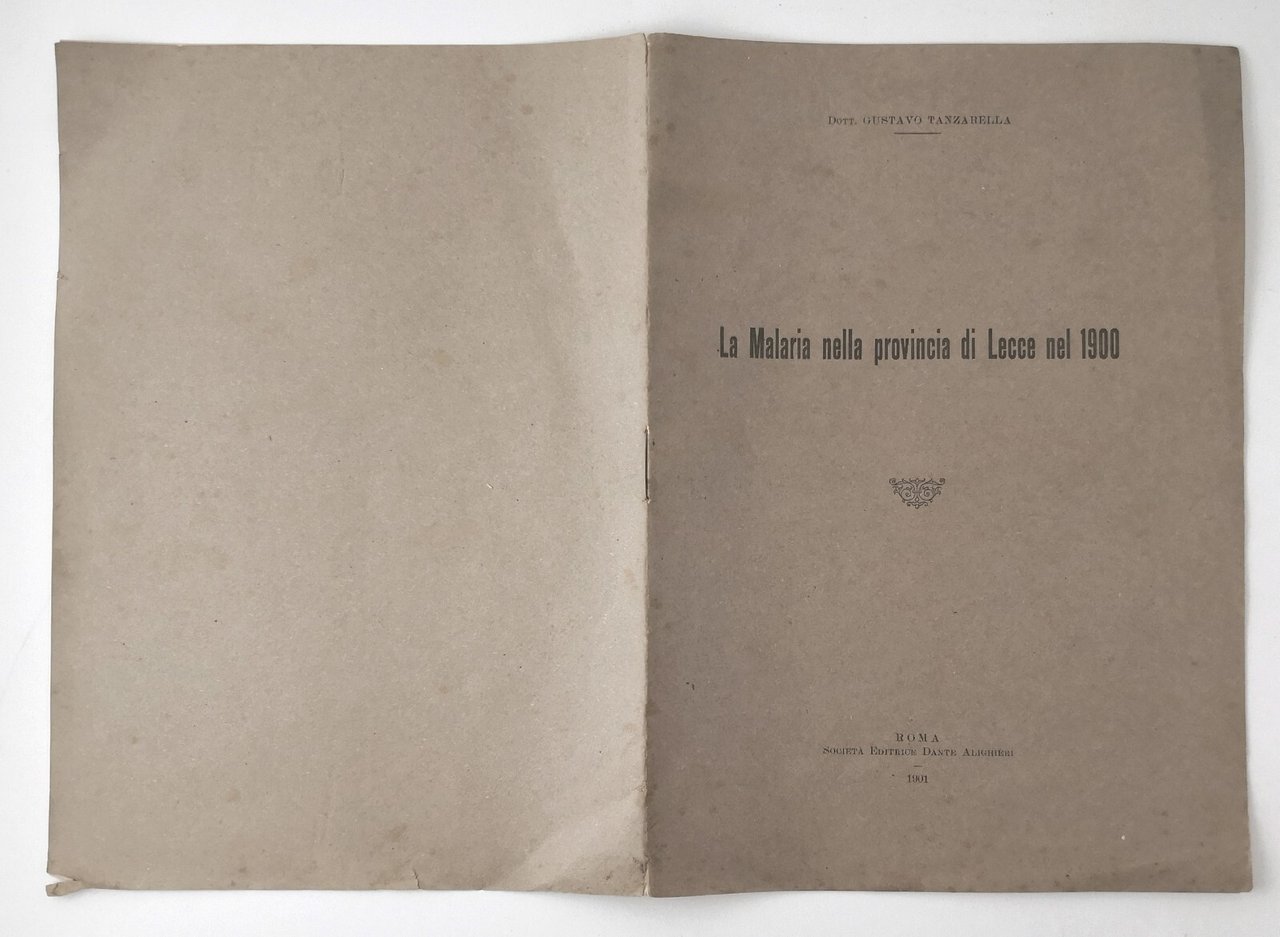 Dott. GUSTAVO TANZARELLA
La Malaria nella provincia di Lecce nel 1900
ROMA
Società Editrice Dante Alighieri
1901